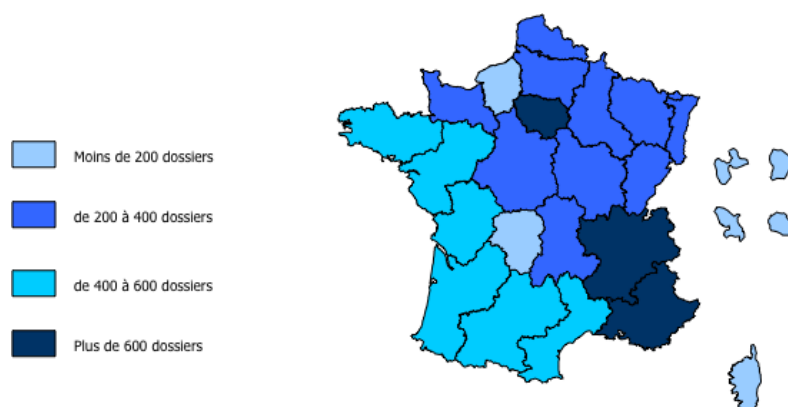 Moins de 200 dossiers
de 200 à 400 dossiers
de 400 à 600 dossiers
Plus de 600 dossiers